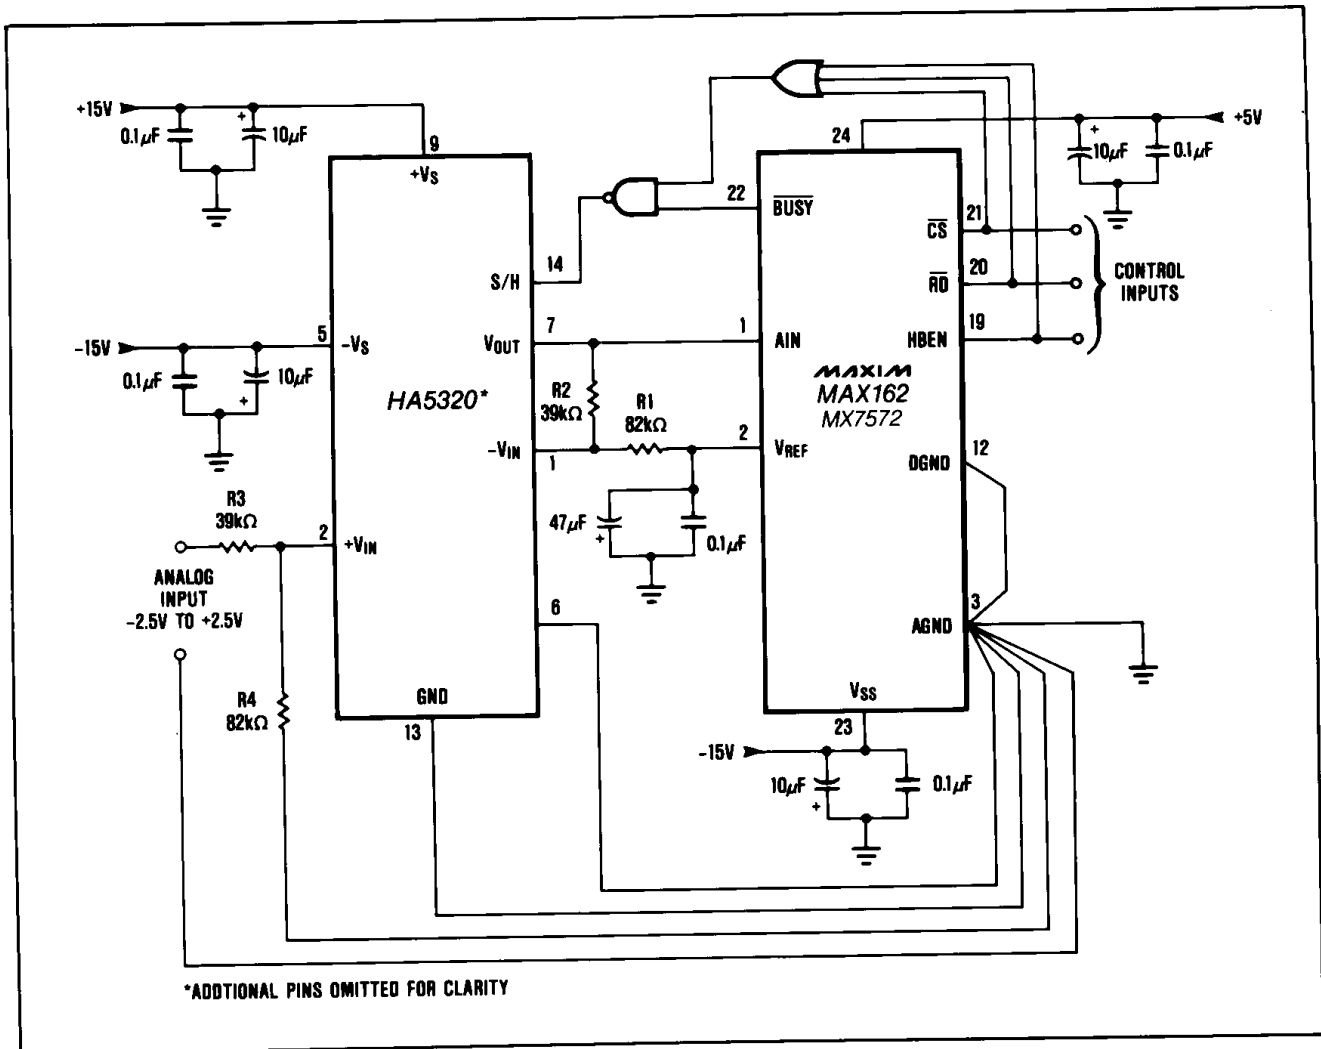 +15V
0.1µF
+
10µF
9
+VS
-15V
0.1µF
10µF
+
5
-VS
HA5320*
14
S/H
7
VOUT
-VIN
1
R2
39kΩ
R1
82kΩ
47µF
+
0.1µF
R3
39kΩ
2
+VIN
ANALOG
INPUT
-2.5V TO +2.5V
6
R4
82kΩ
GND
13
24
+5V
+
10µF
0.1µF
22
BUSY
21
CS
20
RD
19
HBEN
CONTROL
INPUTS
1
AIN
MAXIM
MAX162
MX7572
2
VREF
12
DGND
3
AGND
VSS
23
-15V
10µF
+
0.1µF
*ADDTIONAL PINS OMITTED FOR CLARITY